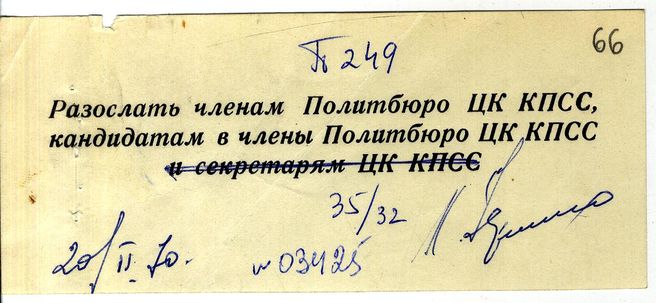 66
П 249
Разослать членам Политбюро ЦК КПСС,
кандидатам в члены Политбюро ЦК КПСС
и секретарям ЦК КПСС
35/32
20/II 70.
03425